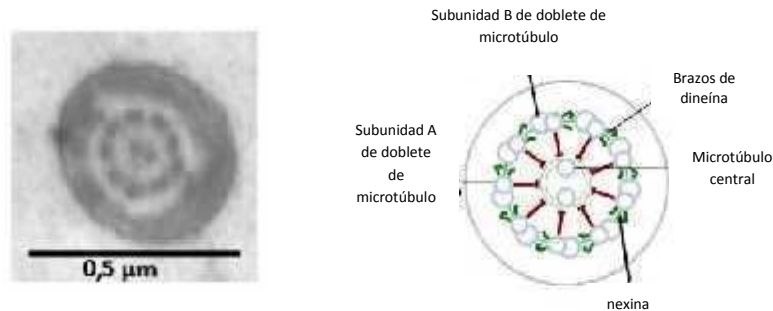 Subunidad B de doblete de
microtúbulo
Brazos de
dineína
Subunidad A
de doblete
de
microtúbulo
Microtúbulo
central
0,5 µm
nexina